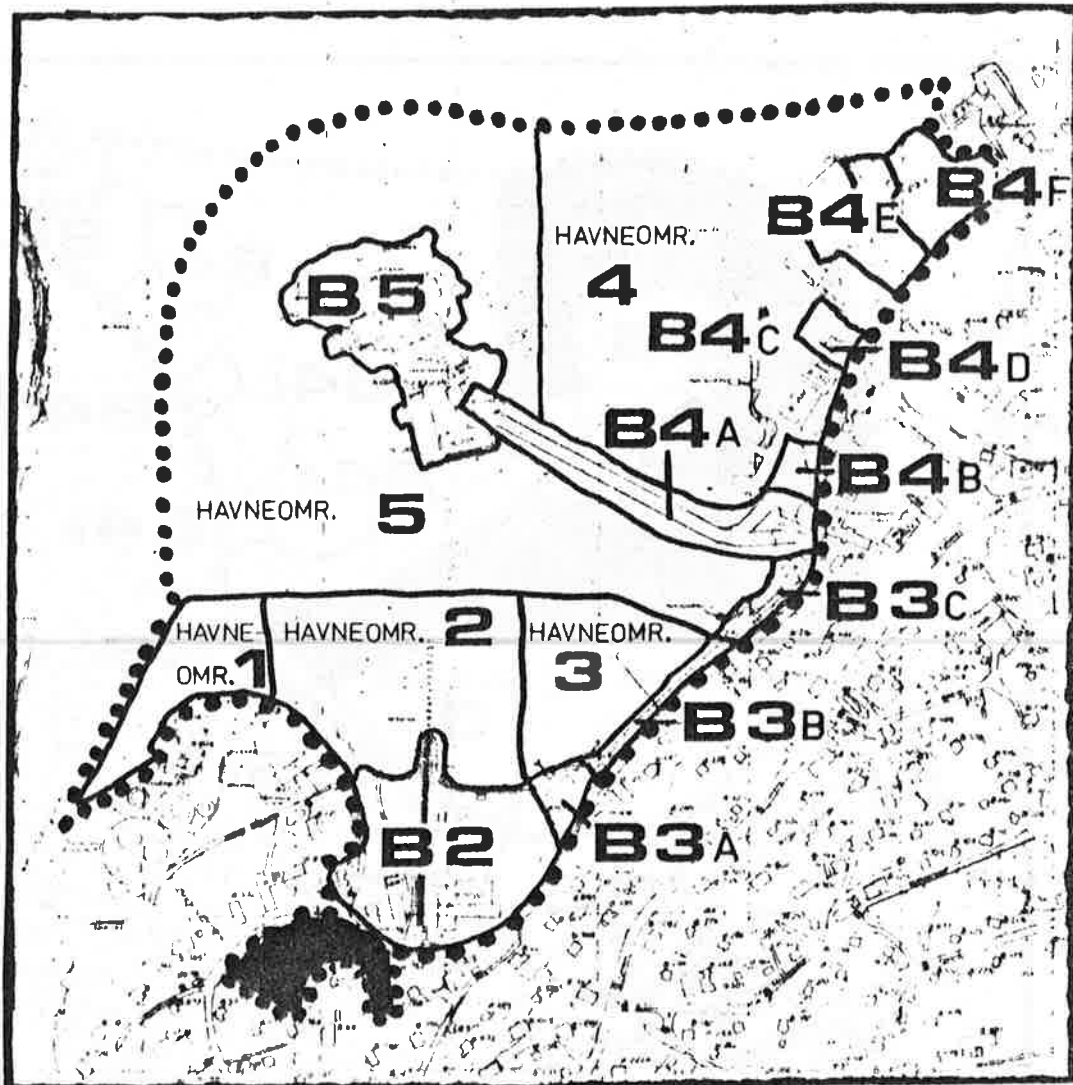 B4F
B4E
HAVNEOMR.
4
B5
B4C
B4D
B4A
B4B
HAVNEOMR. 5
B3C
HAVNE-
OMR. 1
HAVNEOMR. 2
HAVNEOMR.
3
B3B
B2
B3A